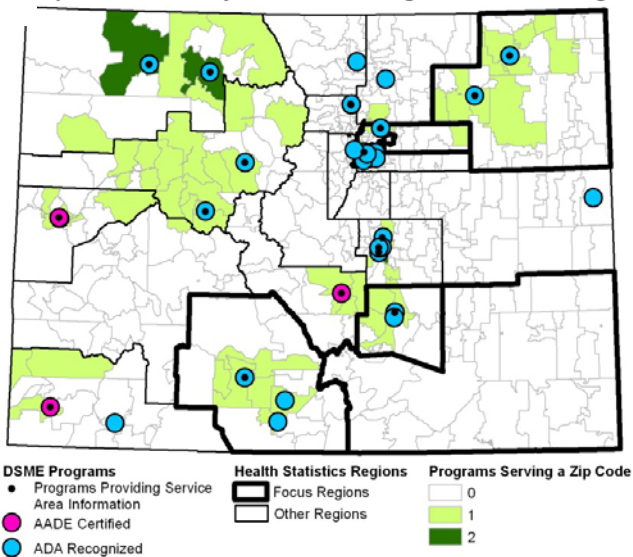 DSME Programs
Programs Providing Service
Area Information
AADE Certified
ADA Recognized
Health Statistics Regions
Focus Regions
Other Regions
Programs Serving a Zip Code
0
1
2